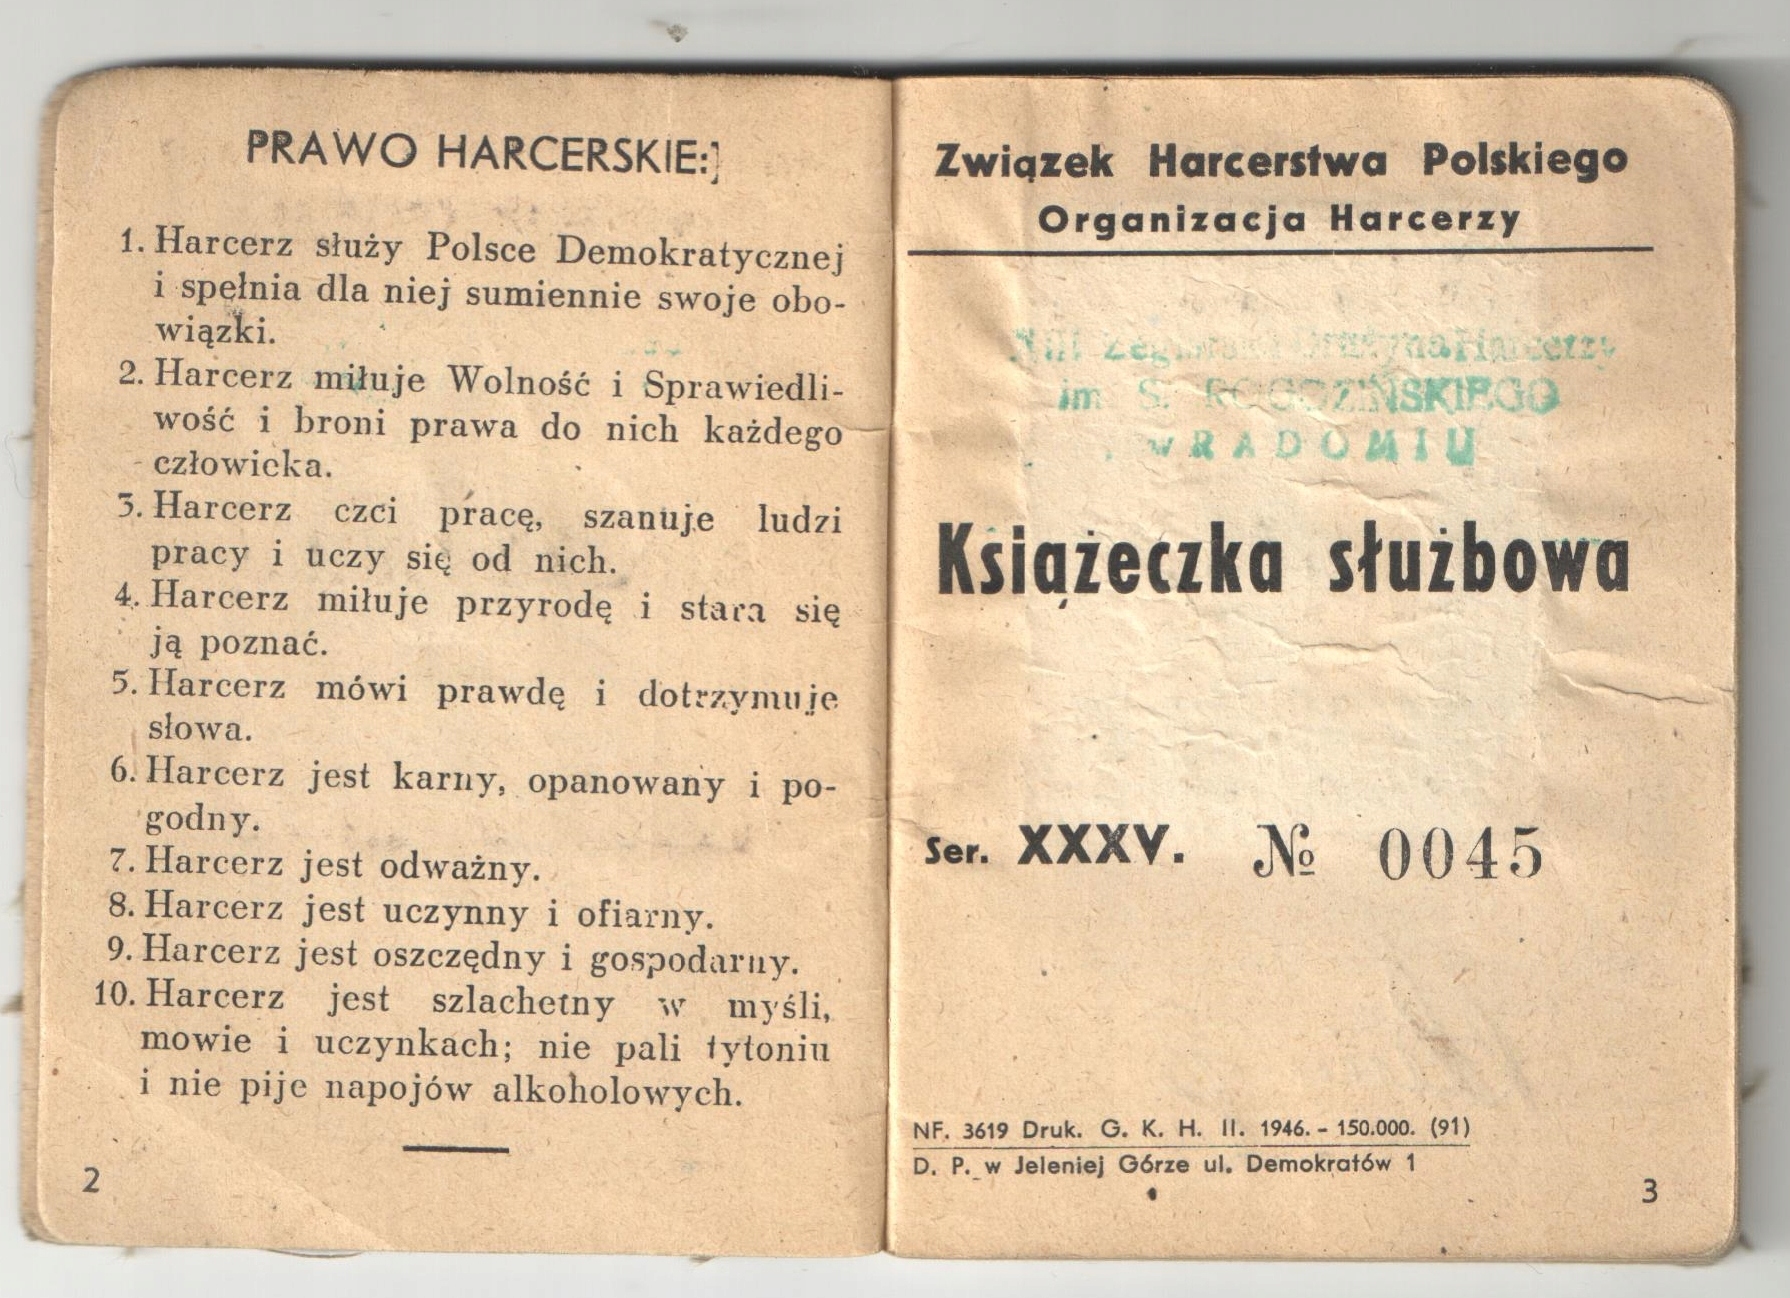 PRAWO HARCERSKIE:]
1. Harcerz służy Polsce Demokratycznej
i spełnia dla niej sumiennie swoje obo-
wiązki.
2. Harcerz miłuje Wolność i Sprawiedli-
wość i broni prawa do nich każdego
człowieka.
3. Harcerz czci pracę, szanuje ludzi
pracy i uczy się od nich.
4. Harcerz miłuje przyrodę i stara się
ją poznać.
5. Harcerz mówi prawdę i dotrzymuje
słowa.
6. Harcerz jest karny, opanowany i po-
godny.
7. Harcerz jest odważny.
8. Harcerz jest uczynny i ofiarny.
9. Harcerz jest oszczędny i gospodarny.
10. Harcerz jest szlachetny w myśli,
mowie i uczynkach; nie pali tytoniu
i nie pije napojów alkoholowych.
2
Związek Harcerstwa Polskiego
Organizacja Harcerzy
Drużyna Harcerzy
im S. ROGOZIŃSKIEGO
w RADOMIU
Książeczka służbowa
Ser. XXXV. № 0045
NF. 3619 Druk. G. K. H. II. 1946. - 150.000. (91)
D. P. w Jeleniej Górze ul. Demokratów 1
3